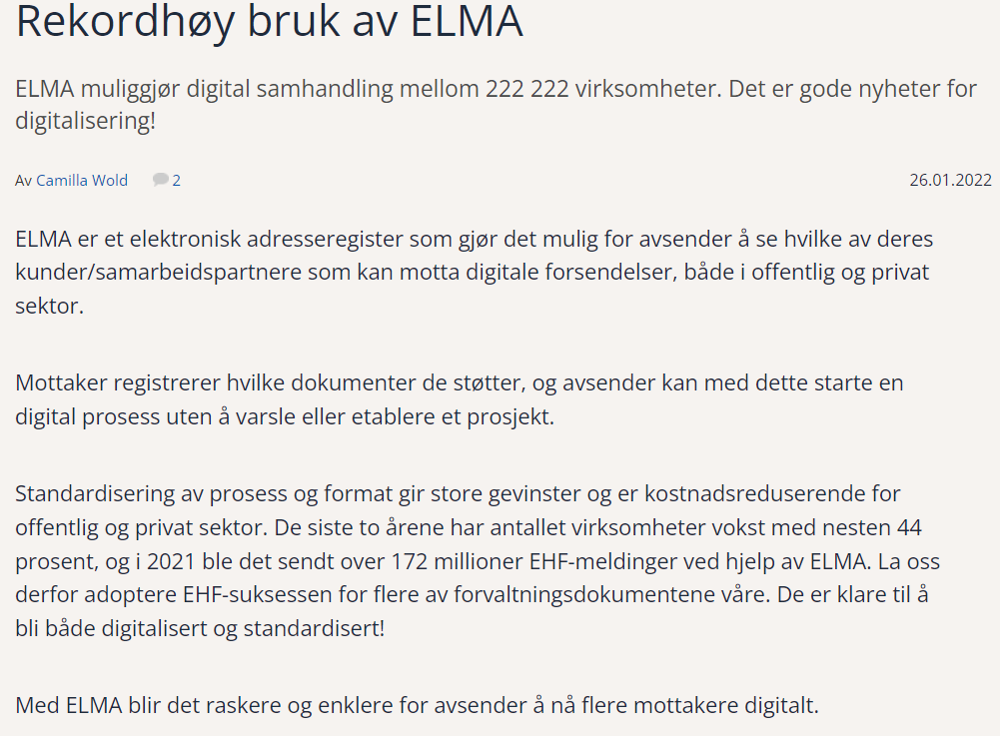 Rekordhøy bruk av ELMA
ELMA muliggjør digital samhandling mellom 222 222 virksomheter. Det er gode nyheter for
digitalisering!
Av Camilla Wold 2 26.01.2022
ELMA er et elektronisk adresseregister som gjør det mulig for avsender å se hvilke av deres
kunder/samarbeidspartnere som kan motta digitale forsendelser, både i offentlig og privat
sektor.
Mottaker registrerer hvilke dokumenter de støtter, og avsender kan med dette starte en
digital prosess uten å varsle eller etablere et prosjekt.
Standardisering av prosess og format gir store gevinster og er kostnadsreduserende for
offentlig og privat sektor. De siste to årene har antallet virksomheter vokst med nesten 44
prosent, og i 2021 ble det sendt over 172 millioner EHF-meldinger ved hjelp av ELMA. La oss
derfor adoptere EHF-suksessen for flere av forvaltningsdokumentene våre. De er klare til å
bli både digitalisert og standardisert!
Med ELMA blir det raskere og enklere for avsender å nå flere mottakere digitalt.